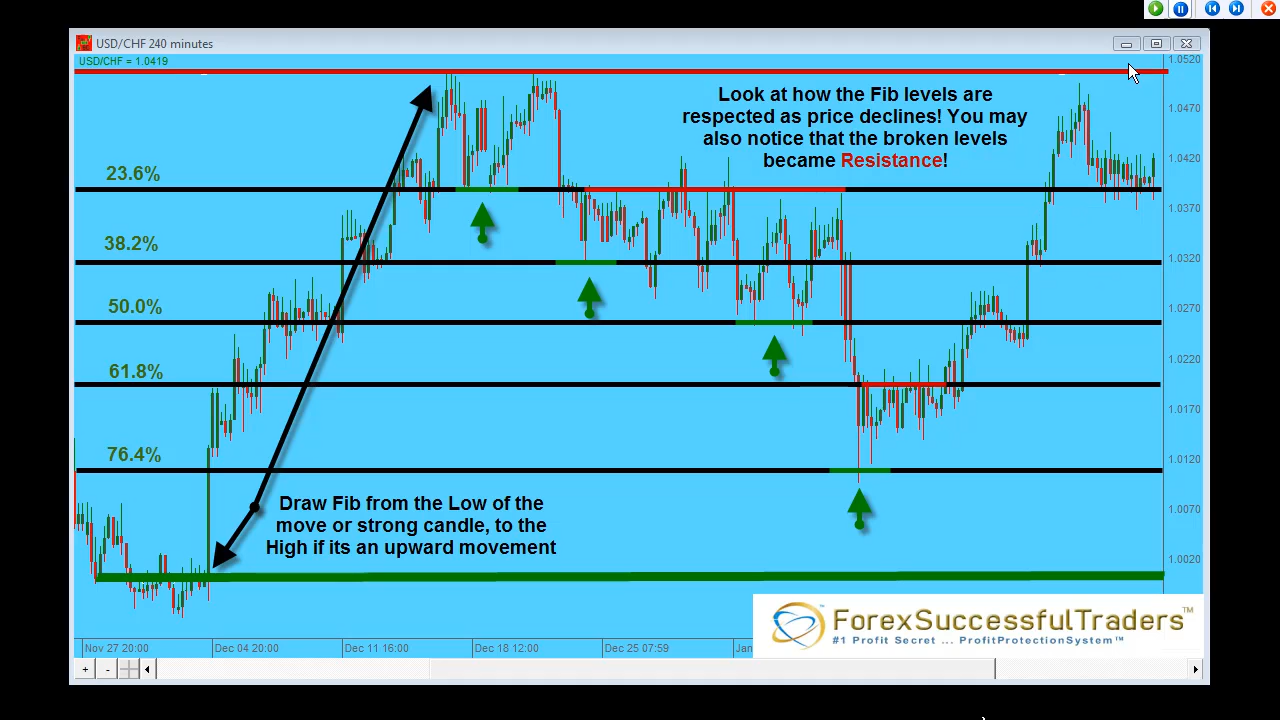 USD/CHF 240 minutes
USD/CHF = 1.0419
1.0520
Look at how the Fib levels are
respected as price declines! You may
also notice that the broken levels
became Resistance!
1.0470
1.0420
23.6%
1.0370
38.2%
1.0320
50.0%
1.0270
61.8%
1.0220
1.0170
76.4%
1.0120
Draw Fib from the Low of the
move or strong candle, to the
High if its an upward movement
1.0070
1.0020
ForexSuccessfulTraders™
#1 Profit Secret ... ProfitProtectionSystem™
Nov 27 20:00 Dec 04 20:00 Dec 11 16:00 Dec 18 12:00 Dec 25 07:59 Jan
+ -